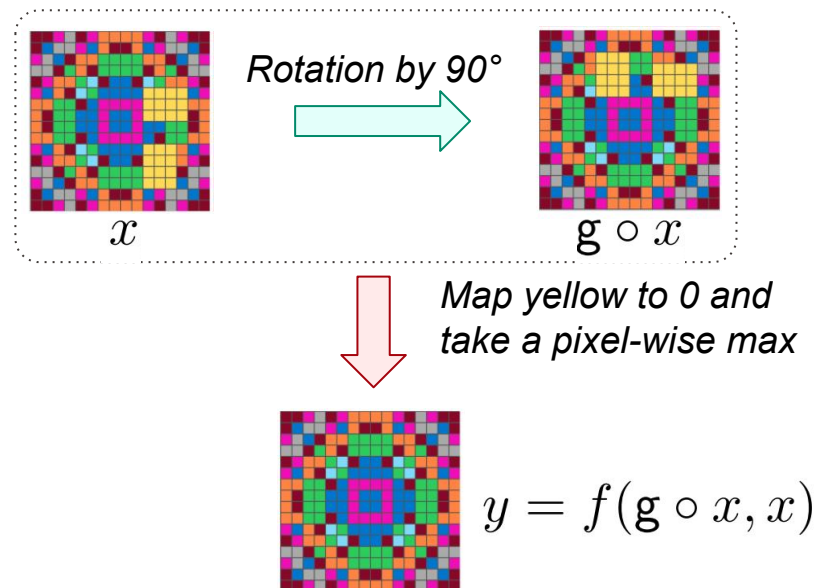 Rotation by 90°
x
g ∘ x
Map yellow to 0 and
take a pixel-wise max
y = f(g ∘ x, x)